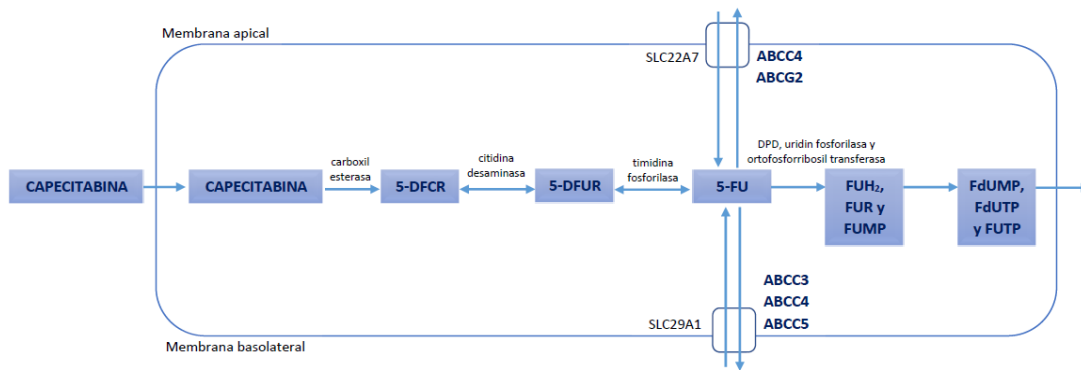 Membrana apical
SLC22A7
ABCC4
ABCG2
CAPECITABINA
CAPECITABINA
carboxil
esterasa
5-DFCR
citidina
desaminasa
5-DFUR
timidina
fosforilasa
5-FU
DPD, uridin fosforilasa y
ortofosforribosil transferasa
FUH₂,
FUR y
FUMP
FdUMP,
FdUTP
y FUTP
ABCC3
ABCC4
ABCC5
SLC29A1
Membrana basolateral